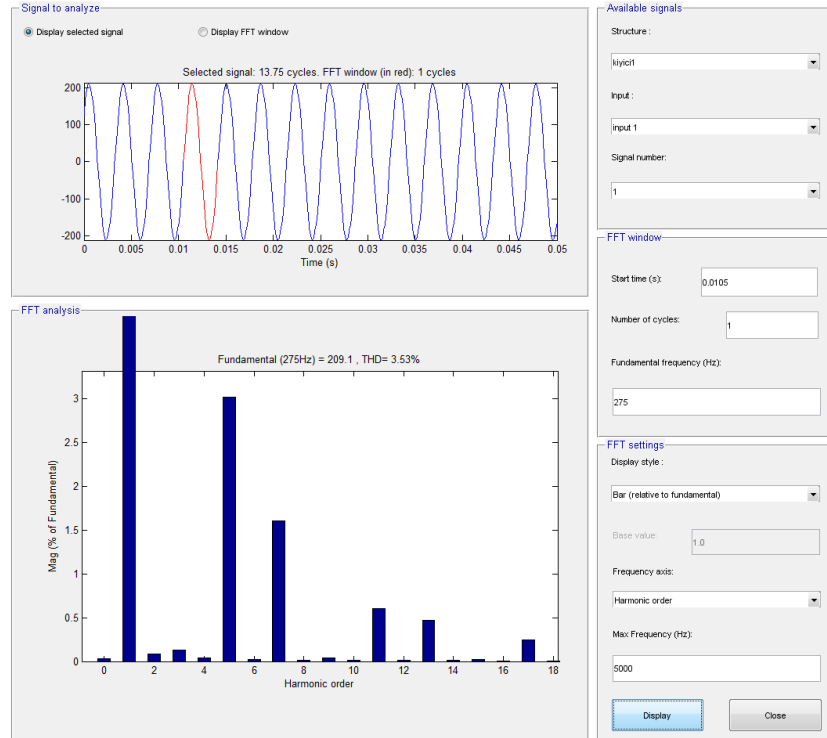 Signal to analyze
Display selected signal
Display FFT window
Selected signal: 13.75 cycles. FFT window (in red): 1 cycles
200
100
0
-100
-200
0 0.005 0.01 0.015 0.02 0.025 0.03 0.035 0.04 0.045 0.05
Time (s)
FFT analysis
Fundamental (275Hz) = 209.1 , THD= 3.53%
3
2.5
2
1.5
1
0.5
0
Mag (% of Fundamental)
0 2 4 6 8 10 12 14 16 18
Harmonic order
Available signals
Structure :
kiyici1
Input :
input 1
Signal number:
1
FFT window
Start time (s):
0.0105
Number of cycles:
1
Fundamental frequency (Hz):
275
FFT settings
Display style :
Bar (relative to fundamental)
Base value:
1.0
Frequency axis:
Harmonic order
Max Frequency (Hz):
5000
Display
Close